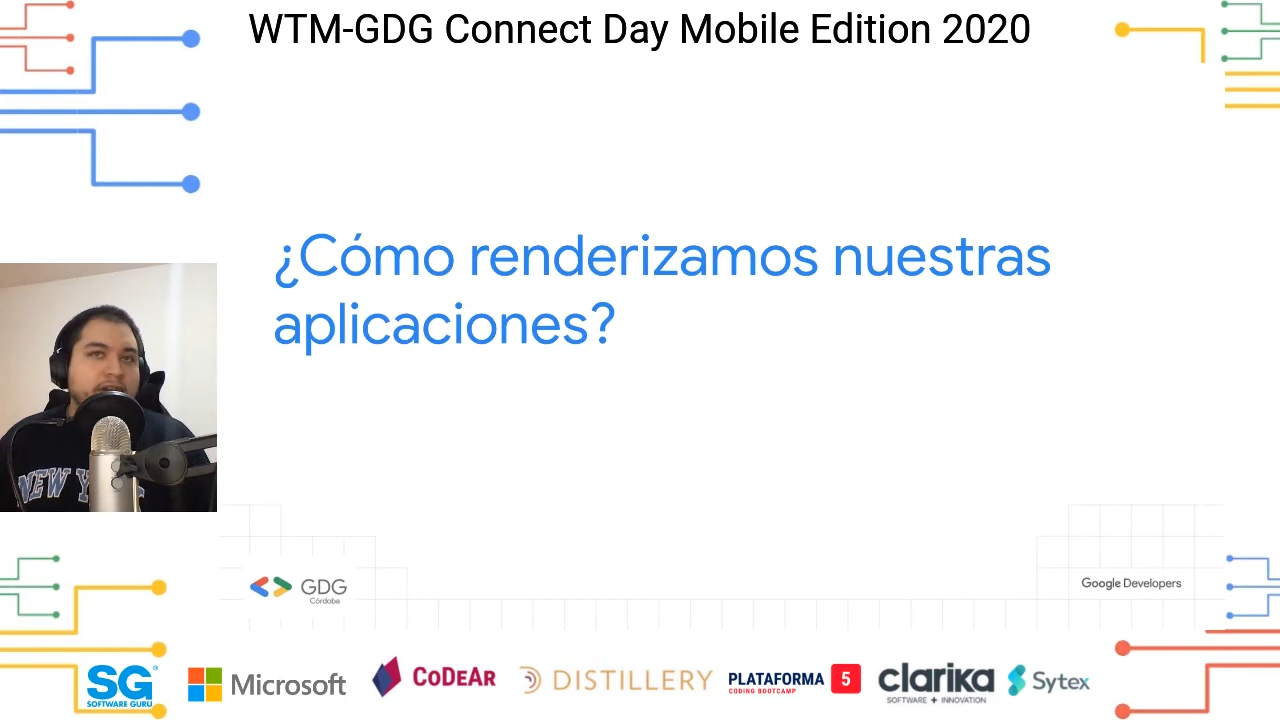 WTM-GDG Connect Day Mobile Edition 2020
¿Cómo renderizamos nuestras
aplicaciones?
NEW Y
GDG
Córdoba
Google Developers
SG
SOFTWARE GURU
Microsoft
CoDeAr
DISTILLERY
PLATAFORMA 5
CODING BOOTCAMP
clarika
SOFTWARE + INNOVATION
Sytex